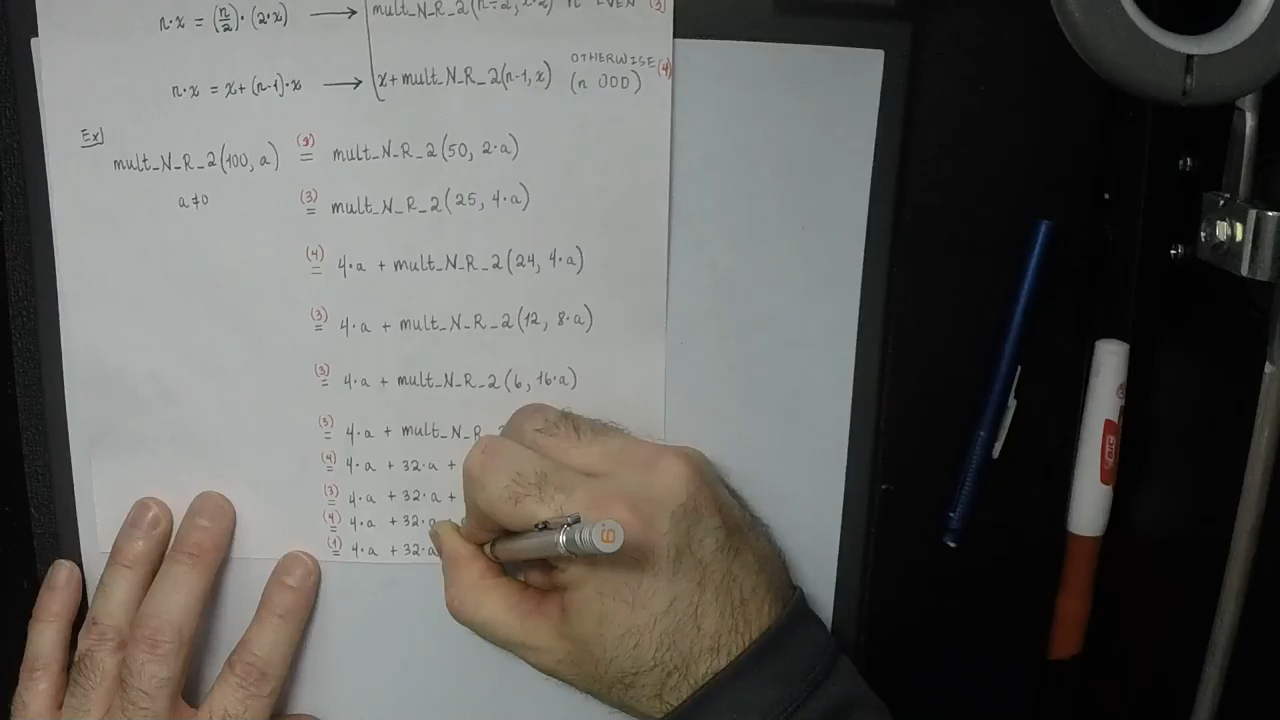 n·x = (n/2)·(2·x) ⟶ mult_N_R_2(n÷2, x·2) n EVEN (3)
n·x = x+(n-1)·x ⟶ x+mult_N_R_2(n-1, x) OTHERWISE (n ODD) (4)
Ex]
mult_N_R_2(100, a) (3)= mult_N_R_2(50, 2·a)
a≠0 (3)= mult_N_R_2(25, 4·a)
(4)= 4·a + mult_N_R_2(24, 4·a)
(3)= 4·a + mult_N_R_2(12, 8·a)
(3)= 4·a + mult_N_R_2(6, 16·a)
(3)= 4·a + mult_N_R
(4)= 4·a + 32·a +
(3)= 4·a + 32·a +
(4)= 4·a + 32·a
(1)= 4·a + 32·a
BIC